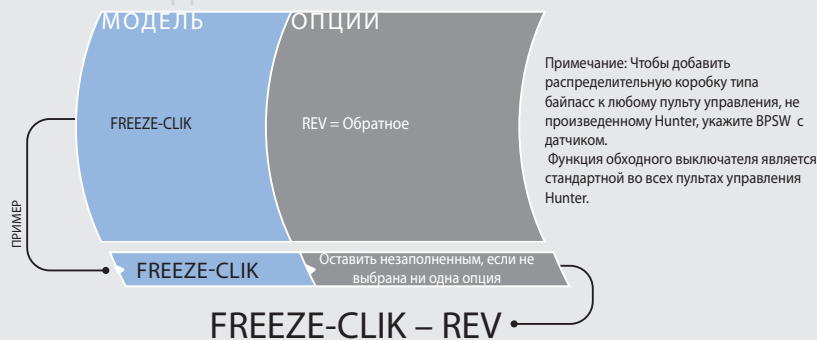 МОДЕЛЬ
ОПЦИИ
FREEZE-CLIK
REV = Обратное
Примечание: Чтобы добавить
распределительную коробку типа
байпасс к любому пульту управления, не
произведенному Hunter, укажите BPSW с
датчиком.
Функция обходного выключателя является
стандартной во всех пультах управления
Hunter.
ПРИМЕР
FREEZE-CLIK
Оставить незаполненным, если не
выбрана ни одна опция
FREEZE-CLIK – REV